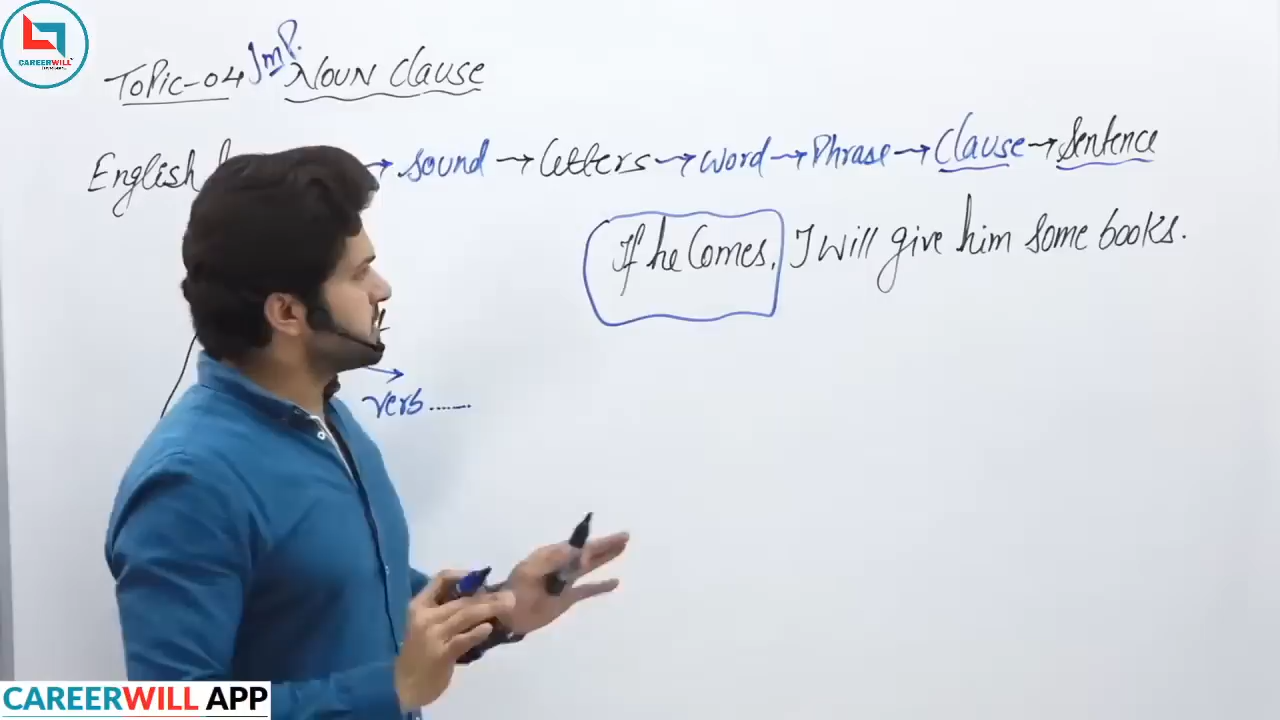 CAREERWILL
Topic-04 Imp. Noun Clause
English → Sound → Letters → Word → Phrase → Clause → Sentence
If he Comes, I will give him some books.
verb.......
CAREERWILL APP